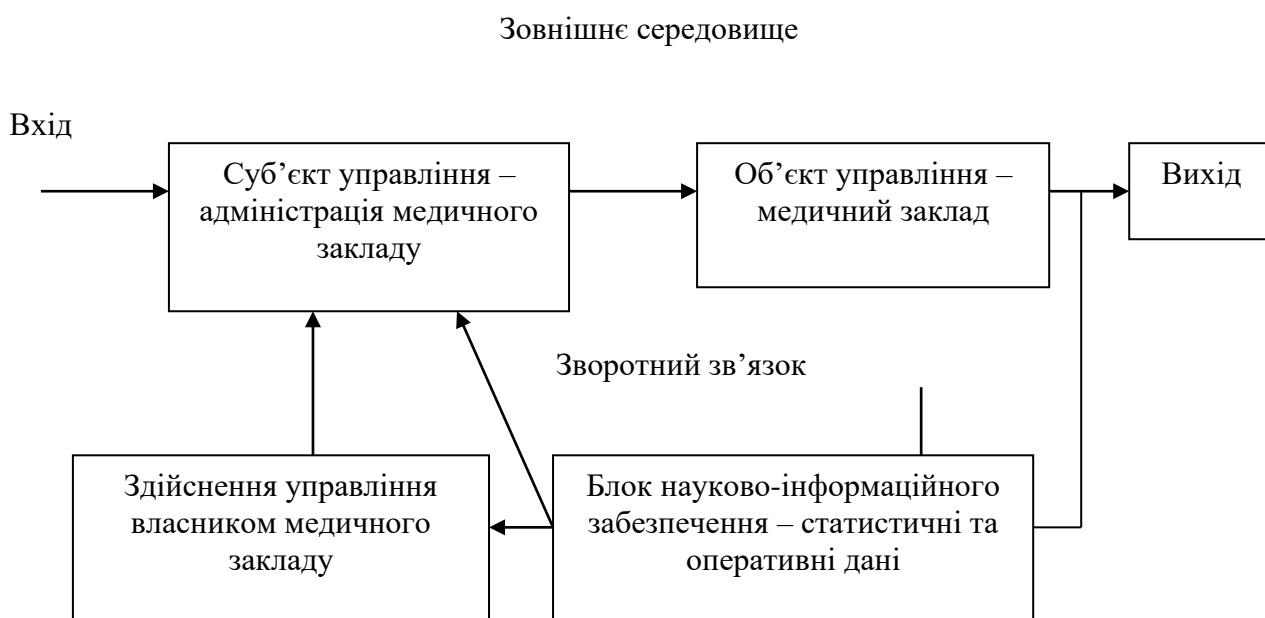 Зовнішнє середовище
Вхід
Суб’єкт управління –
адміністрація медичного
закладу
Об’єкт управління –
медичний заклад
Вихід
Зворотний зв’язок
Здійснення управління
власником медичного
закладу
Блок науково-інформаційного
забезпечення – статистичні та
оперативні дані